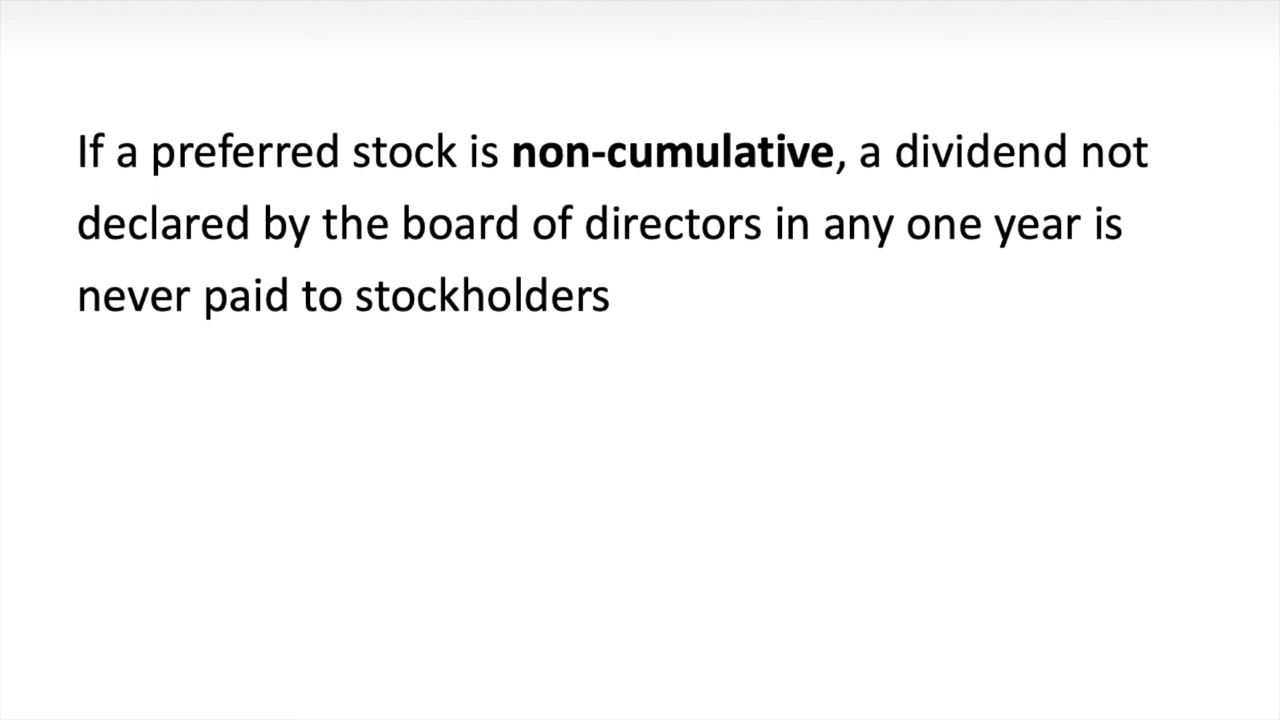 If a preferred stock is non-cumulative, a dividend not
declared by the board of directors in any one year is
never paid to stockholders